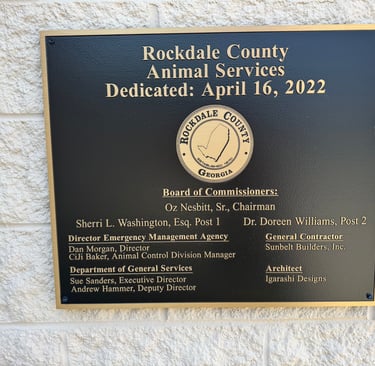 Rockdale County
Animal Services
Dedicated: April 16, 2022
ROCKDALE COUNTY
GEORGIA
Board of Commissioners:
Oz Nesbitt, Sr., Chairman
Sherri L. Washington, Esq. Post 1 Dr. Doreen Williams, Post 2
Director Emergency Management Agency General Contractor
Dan Morgan, Director Sunbelt Builders, Inc.
CiJi Baker, Animal Control Division Manager
Department of General Services Architect
Sue Sanders, Executive Director Igarashi Designs
Andrew Hammer, Deputy Director